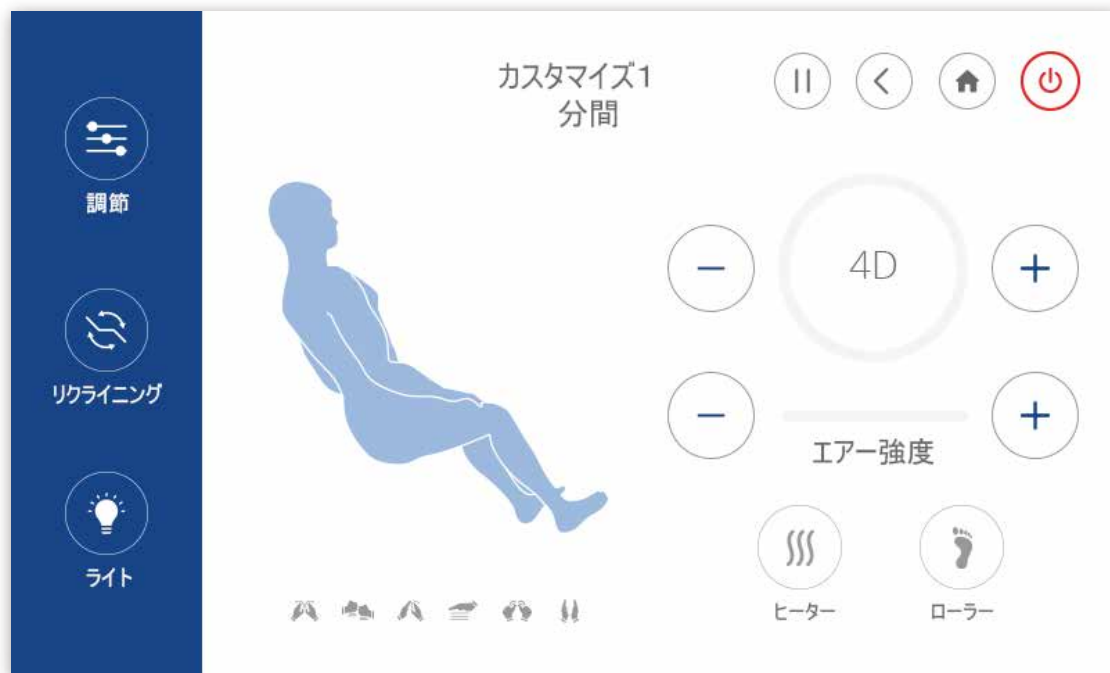 カスタマイズ1
分間
調節
リクライニング
ライト
4D
エアー強度
ヒーター
ローラー